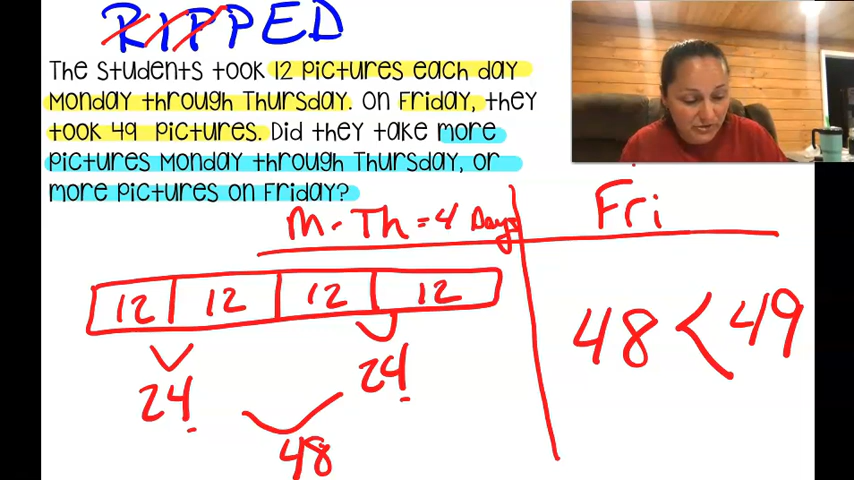 RIPPED
The students took 12 pictures each day
Monday through Thursday. On Friday, they
took 49 pictures. Did they take more
pictures Monday through Thursday, or
more pictures on Friday?
M - Th = 4 Days
Fri
12 12 12 12
48 < 49
24 24
48